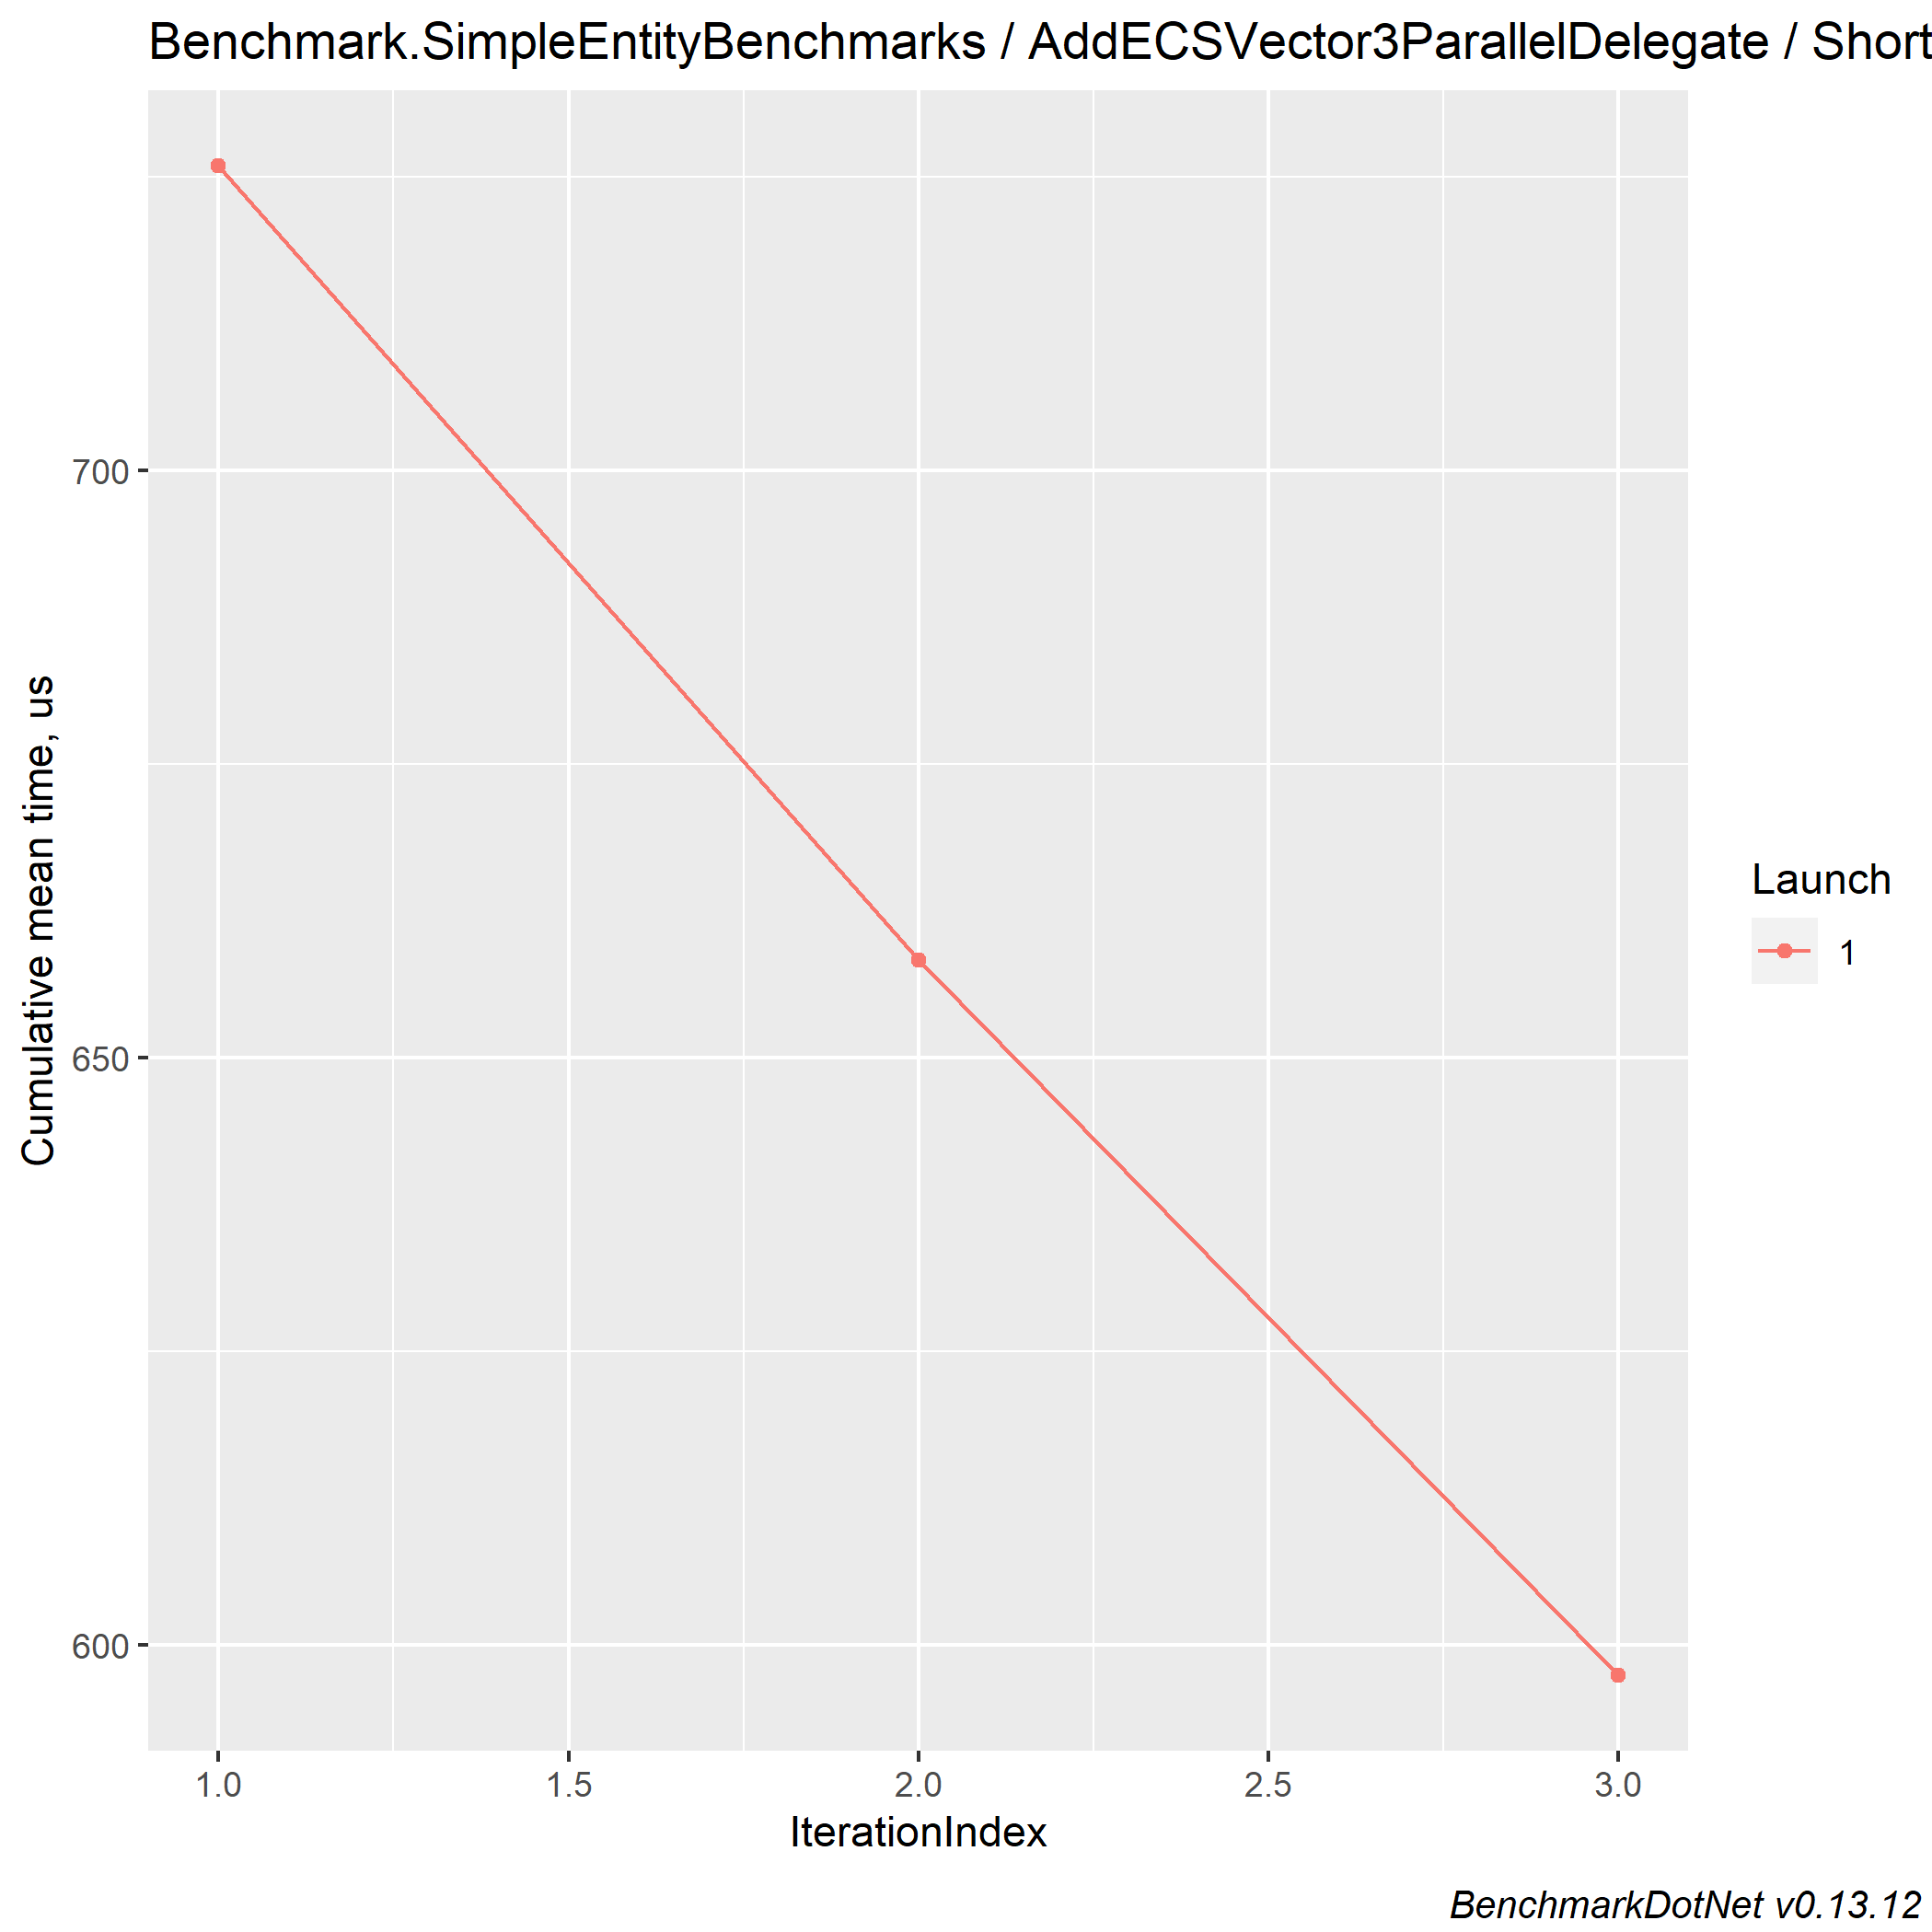 Benchmark.SimpleEntityBenchmarks / AddECSVector3ParallelDelegate / Short
Cumulative mean time, us
700
650
600
1.0 1.5 2.0 2.5 3.0
IterationIndex
Launch
1
BenchmarkDotNet v0.13.12